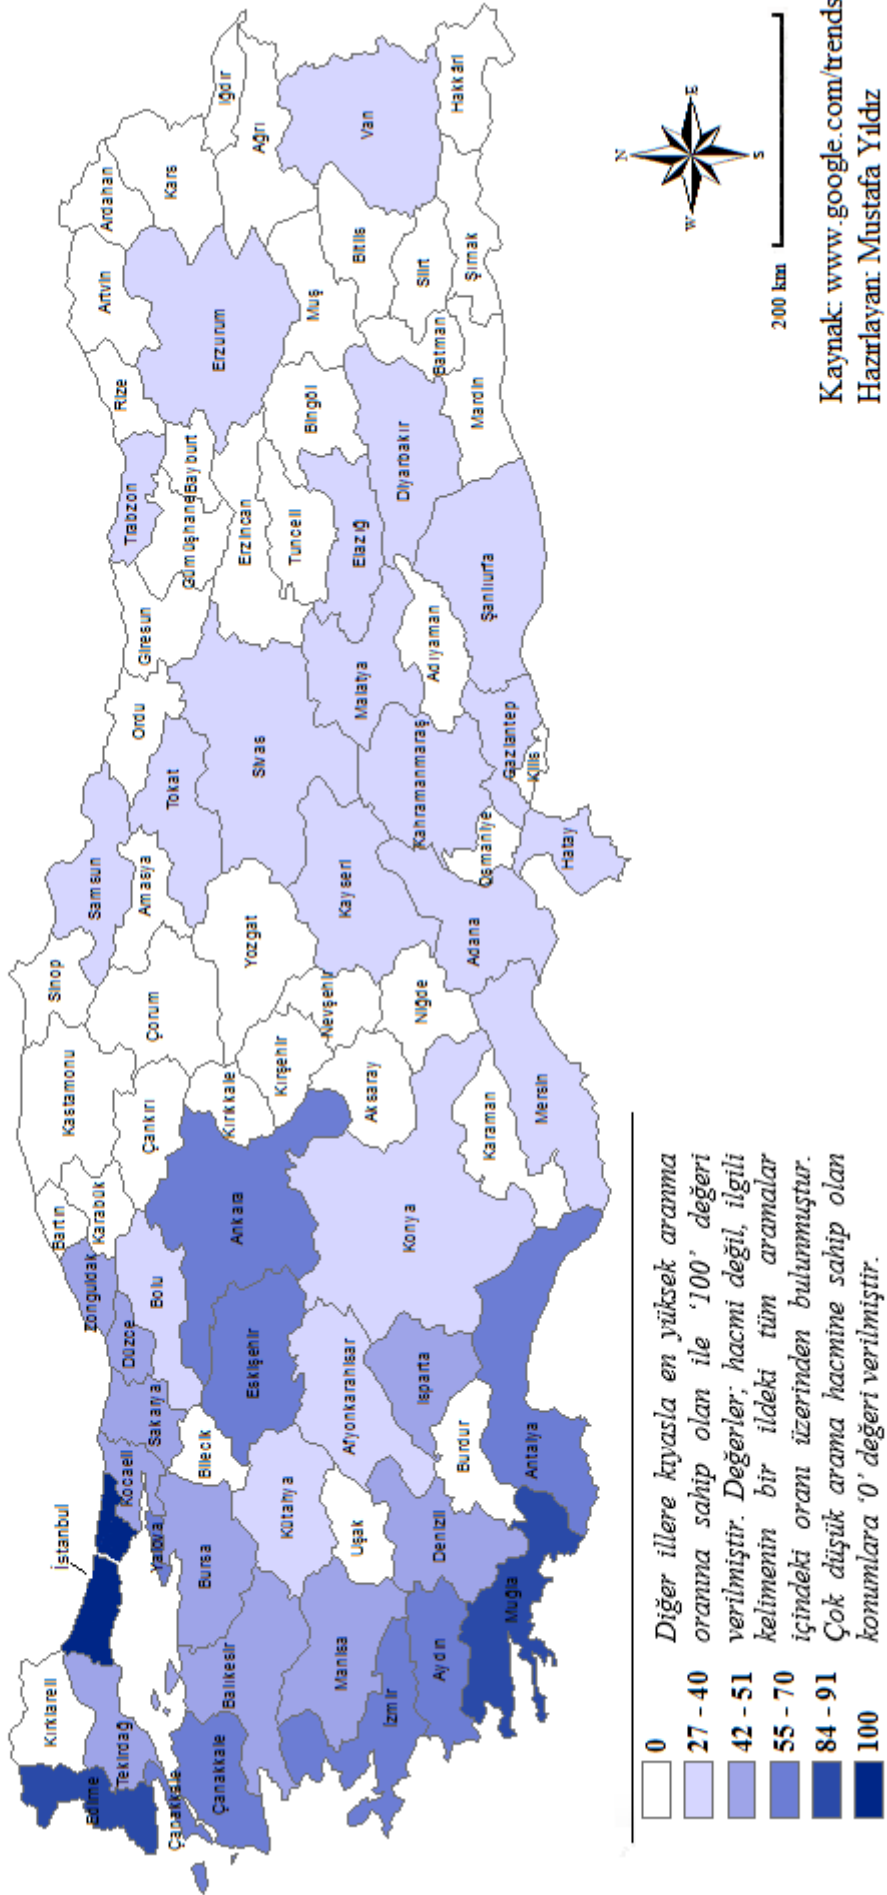 Kırklareli
Edirne
Tekirdağ
İstanbul
Çanakkale
Çanakkale
Balıkesir
Bursa
Yalova
Kocaeli
Sakarya
Düzce
Zonguldak
Bartın
Karabük
Kastamonu
Sinop
Samsun
Ordu
Giresun
Trabzon
Rize
Artvin
Ardahan
Kars
Iğdır
Ağrı
Bolu
Çankırı
Çorum
Amasya
Tokat
Gümüşhane
Bayburt
Erzurum
Bilecik
Eskişehir
Ankara
Kırıkkale
Yozgat
Sivas
Erzincan
Tunceli
Bingöl
Muş
Bitlis
Van
Manisa
Kütahya
Uşak
Afyonkarahisar
Kırşehir
Nevşehir
Kayseri
Malatya
Elazığ
Diyarbakır
Batman
Siirt
Şırnak
Hakkâri
İzmir
Aydın
Denizli
Isparta
Burdur
Konya
Aksaray
Niğde
Kahramanmaraş
Adıyaman
Şanlıurfa
Mardin
Muğla
Antalya
Karaman
Mersin
Adana
Osmaniye
Gaziantep
Kilis
Hatay
N
W
E
S
200 km
0
27 - 40
42 - 51
55 - 70
84 - 91
100
Diğer illere kıyasla en yüksek aranma
oranına sahip olan ile ‘100’ değeri
verilmiştir. Değerler; hacmi değil, ilgili
kelimenin bir ildeki tüm aramalar
içindeki oranı üzerinden bulunmuştur.
Çok düşük arama hacmine sahip olan
konumlara ‘0’ değeri verilmiştir.
Kaynak: www.google.com/trends
Hazırlayan: Mustafa Yıldız